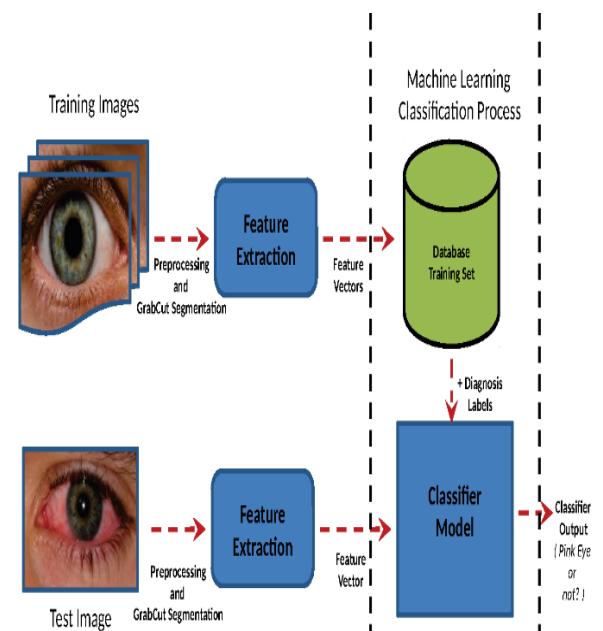 Training Images
Machine Learning
Classification Process
Feature
Extraction
Preprocessing
and
GrabCut Segmentation
Feature
Vectors
Database
Training Set
+ Diagnosis
Labels
Feature
Extraction
Classifier
Model
Preprocessing
and
GrabCut Segmentation
Feature
Vector
Classifier
Output
( Pink Eye
or
not? )
Test Image